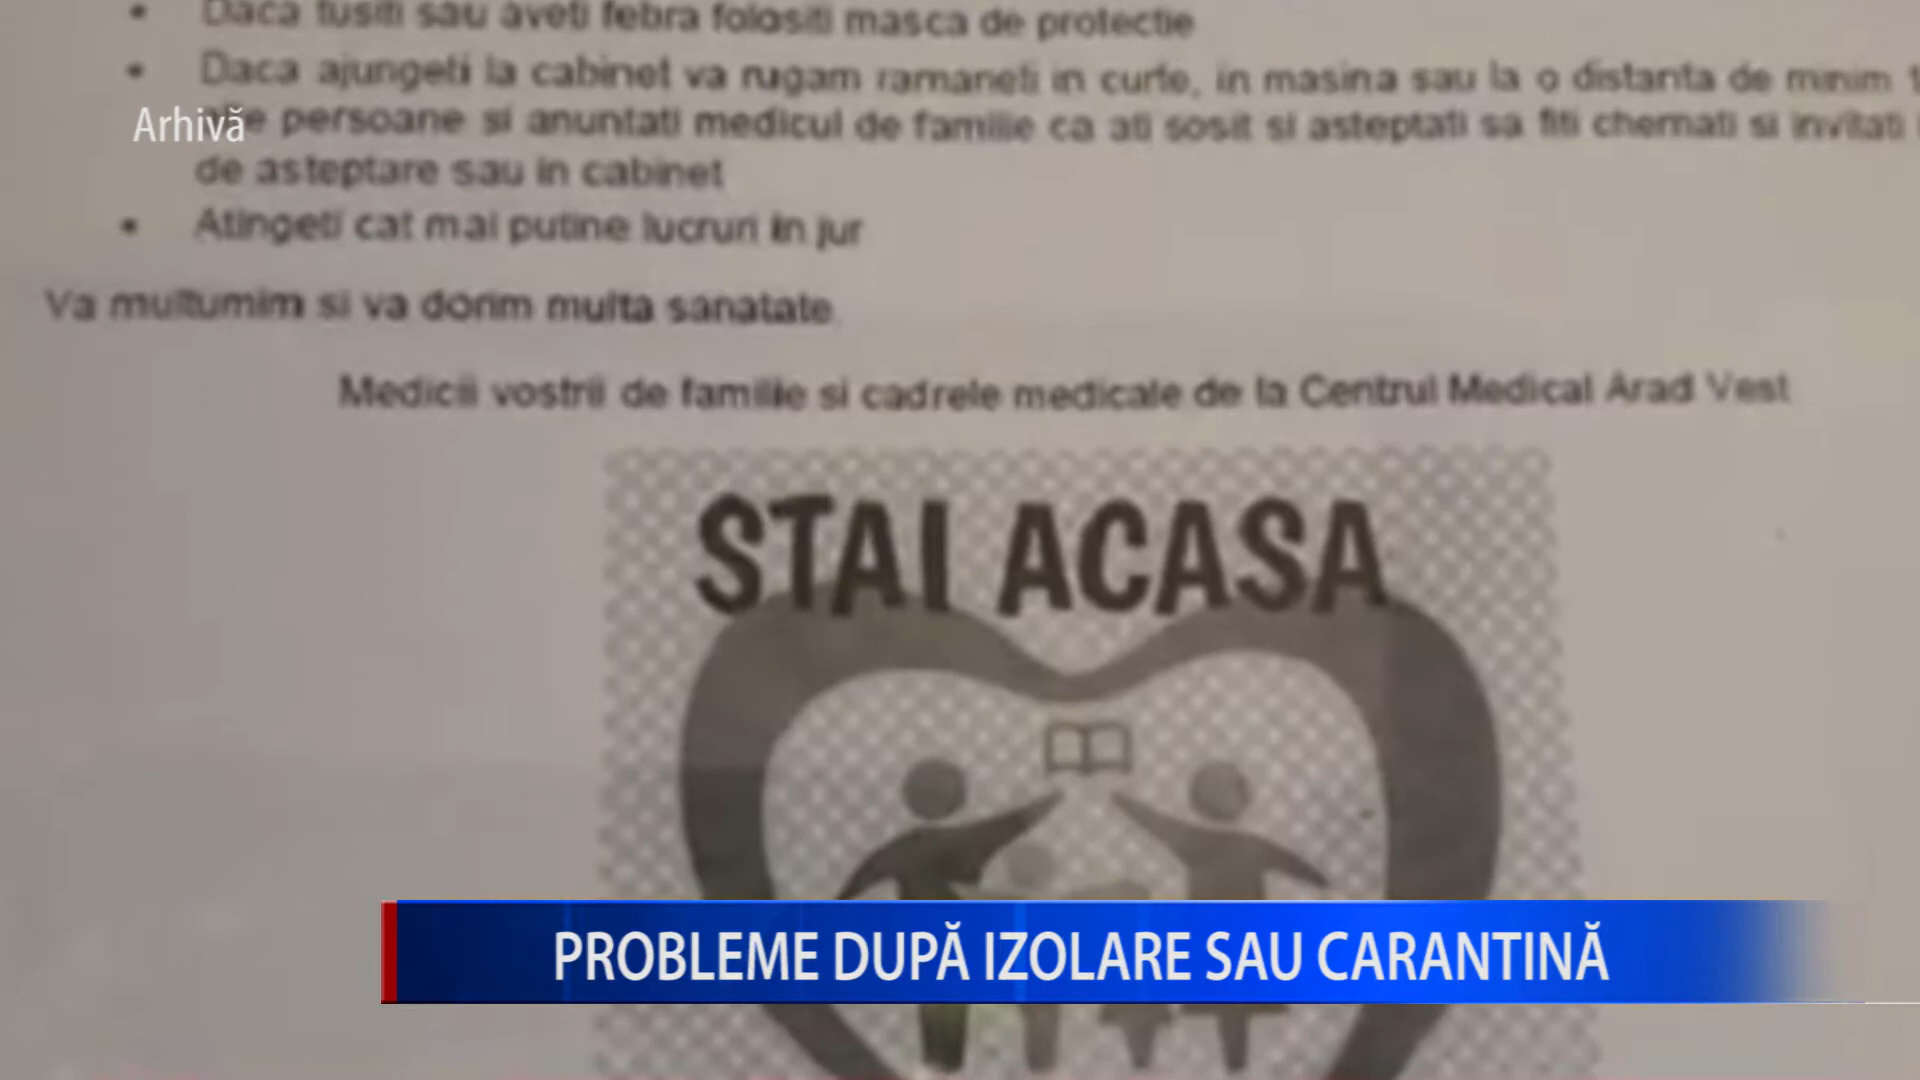 Daca tusiti sau aveti febra folositi masca de protectie
Daca ajungeti la cabinet va rugam ramaneti in curte, in masina sau la o distanta de minim
Arhivă
persoane si anuntati medicul de familie ca ati sosit si asteptati sa fiti chemati si invitati
de asteptare sau in cabinet
Atingeti cat mai putine lucruri in jur
Va multumim si va dorim multa sanatate.
Medicii vostrii de familie si cadrele medicale de la Centrul Medical Arad Vest
STAI ACASA
PROBLEME DUPĂ IZOLARE SAU CARANTINĂ